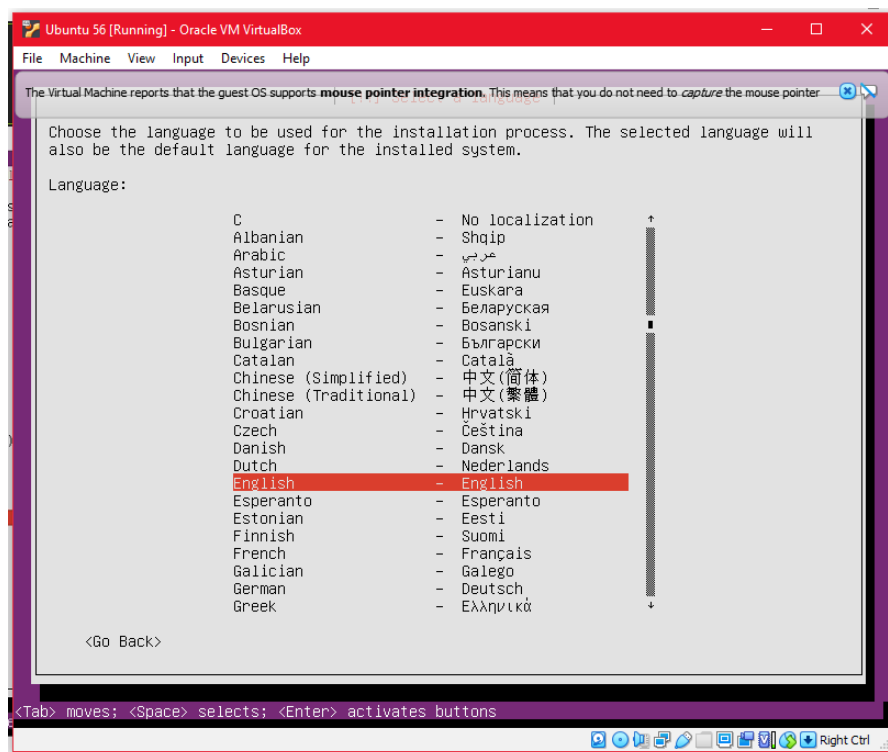 Ubuntu 56 [Running] - Oracle VM VirtualBox
File Machine View Input Devices Help
The Virtual Machine reports that the guest OS supports mouse pointer integration. This means that you do not need to capture the mouse pointer
Select a language
Choose the language to be used for the installation process. The selected language will
also be the default language for the installed system.
Language:
C - No localization
Albanian - Shqip
Arabic - عربي
Asturian - Asturianu
Basque - Euskara
Belarusian - Беларуская
Bosnian - Bosanski
Bulgarian - Български
Catalan - Català
Chinese (Simplified) - 中文(简体)
Chinese (Traditional) - 中文(繁體)
Croatian - Hrvatski
Czech - Čeština
Danish - Dansk
Dutch - Nederlands
English - English
Esperanto - Esperanto
Estonian - Eesti
Finnish - Suomi
French - Français
Galician - Galego
German - Deutsch
Greek - Ελληνικά
<Go Back>
<Tab> moves; <Space> selects; <Enter> activates buttons
Right Ctrl